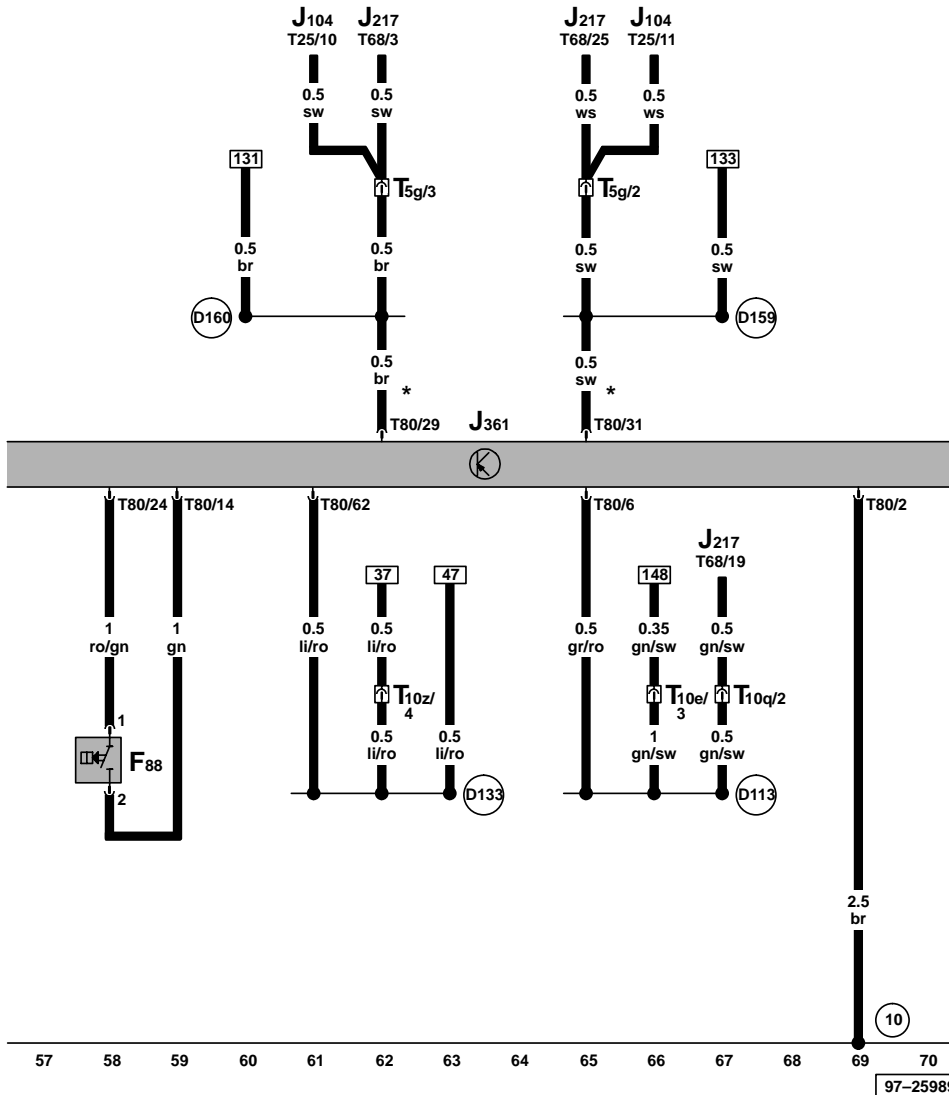 J104 J217 J217 J104
T25/10 T68/3 T68/25 T25/11
0.5 0.5 0.5 0.5
sw sw ws ws
131 133
T5g/3 T5g/2
0.5 0.5 0.5 0.5
br br sw sw
D160 D159
0.5 0.5
br sw
* *
T80/29 J361 T80/31
T80/24 T80/14 T80/62 T80/6 T80/2
J217
T68/19
37 47 148
1 1 0.5 0.5 0.5 0.35 0.5
ro/gn gn li/ro li/ro gr/ro gn/sw gn/sw
T10z/4 T10e/3 T10q/2
1
F88
2
0.5 0.5 1 0.5
li/ro li/ro gn/sw gn/sw
D133 D113
2.5
br
10
57 58 59 60 61 62 63 64 65 66 67 68 69 70
97–25989